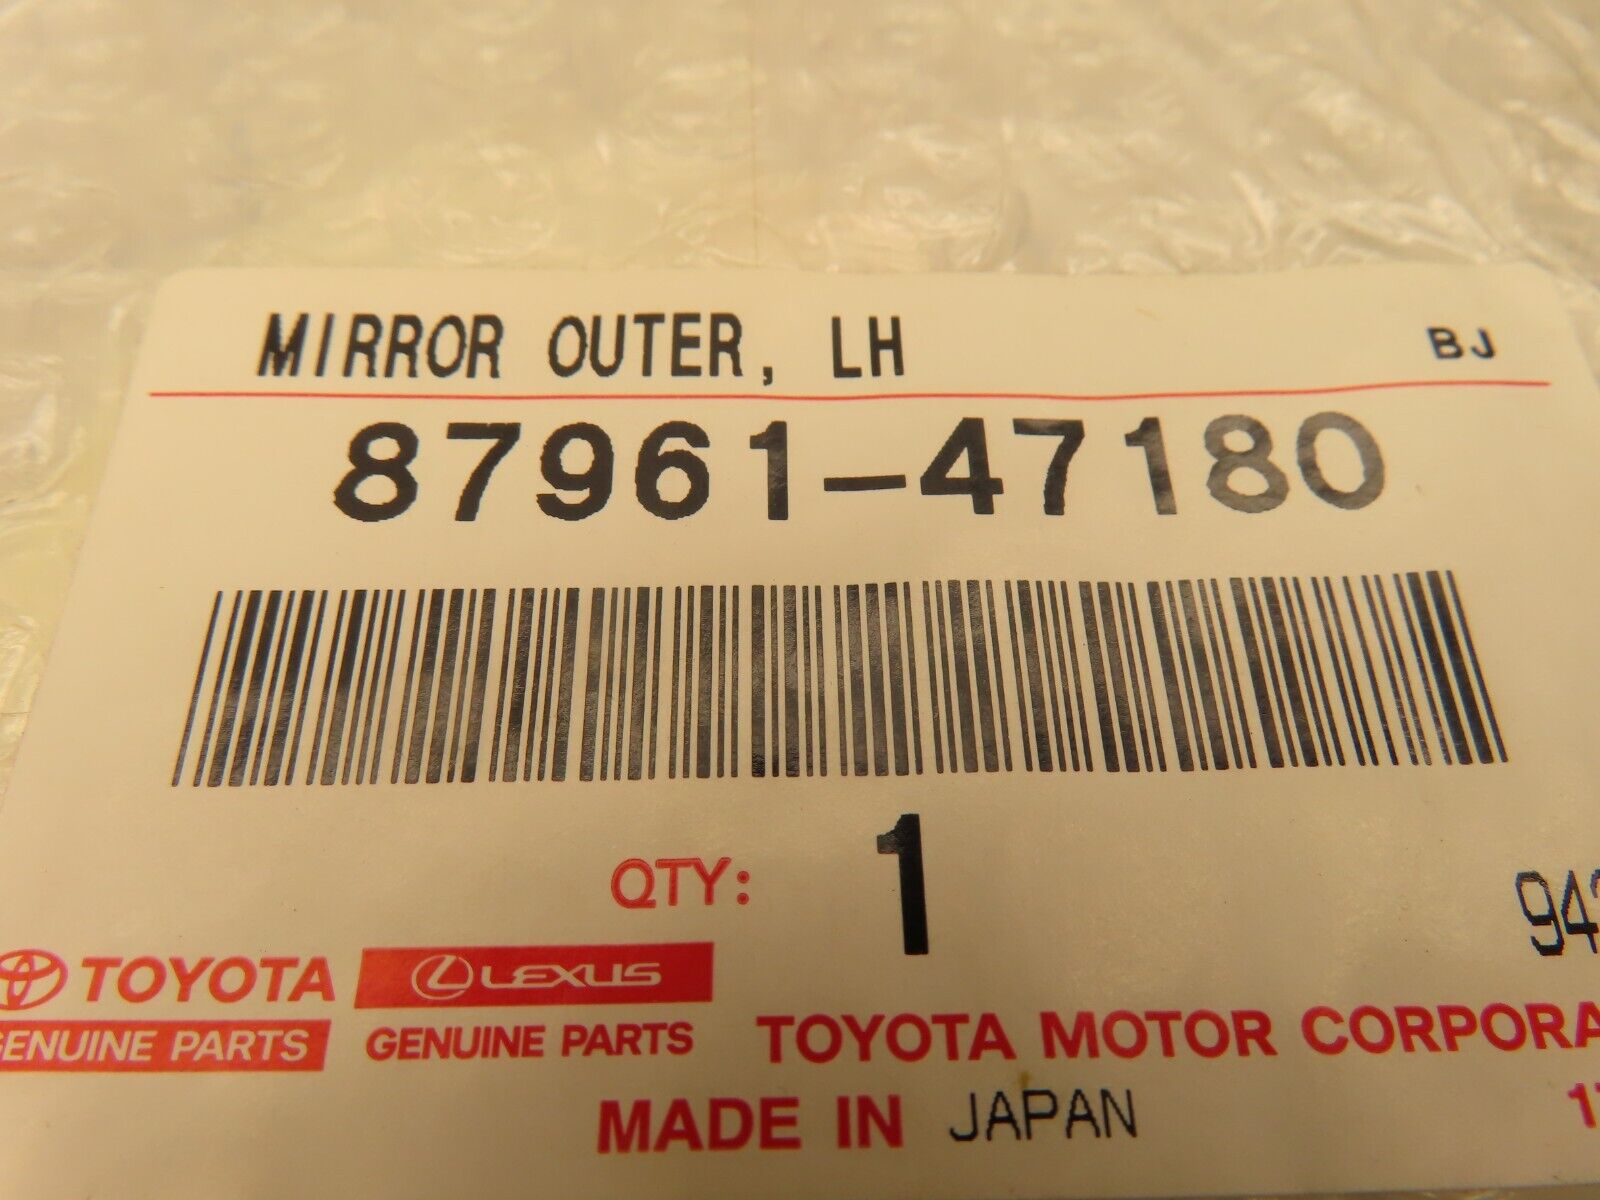 MIRROR OUTER, LH BJ
87961-47180
QTY: 1
TOYOTA LEXUS
GENUINE PARTS GENUINE PARTS TOYOTA MOTOR
MADE IN JAPAN